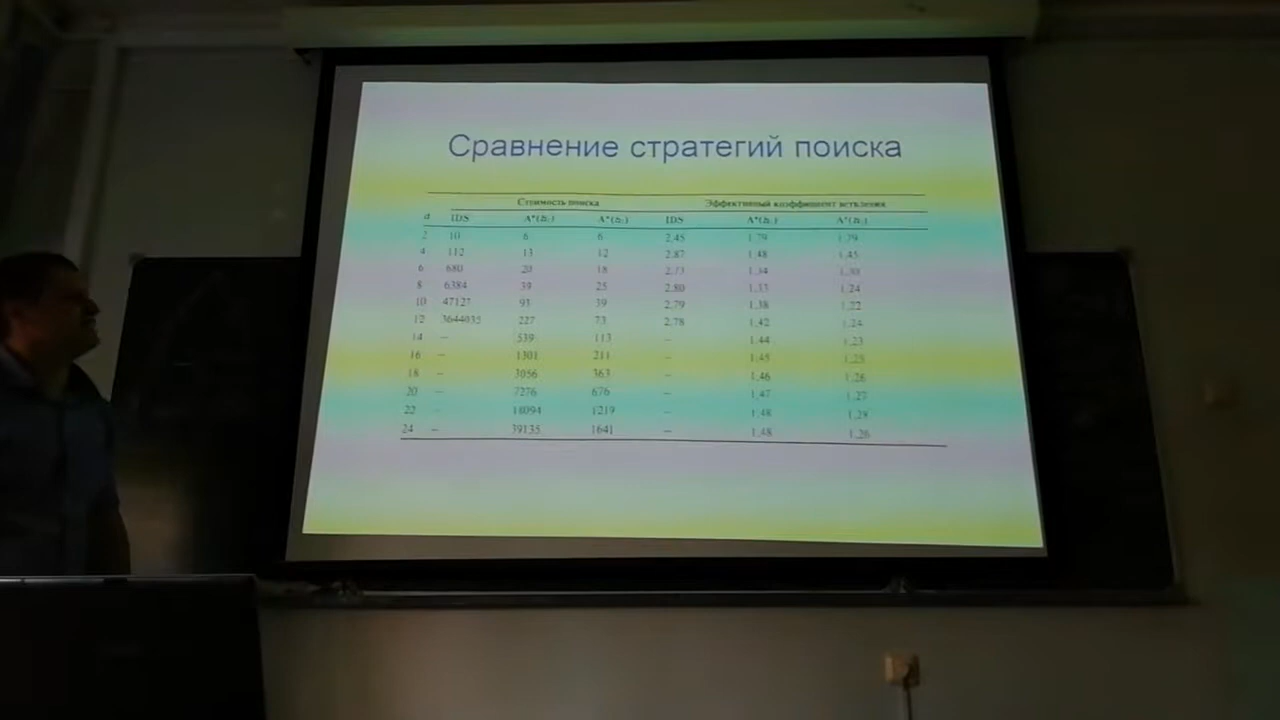 Сравнение стратегий поиска
Стоимость поиска Эффективный коэффициент ветвления
d IDS A*(h₁) A*(h₂) IDS A*(h₁) A*(h₂)
2 10 6 6 2,45 1,79 1,79
4 112 13 12 2,87 1,48 1,45
6 680 20 18 2,73 1,34 1,30
8 6384 39 25 2,80 1,33 1,24
10 47127 93 39 2,79 1,38 1,22
12 3644035 227 73 2,78 1,42 1,24
14 – 539 113 – 1,44 1,23
16 – 1301 211 – 1,45 1,25
18 – 3056 363 – 1,46 1,26
20 – 7276 676 – 1,47 1,27
22 – 18094 1219 – 1,48 1,28
24 – 39135 1641 – 1,48 1,26